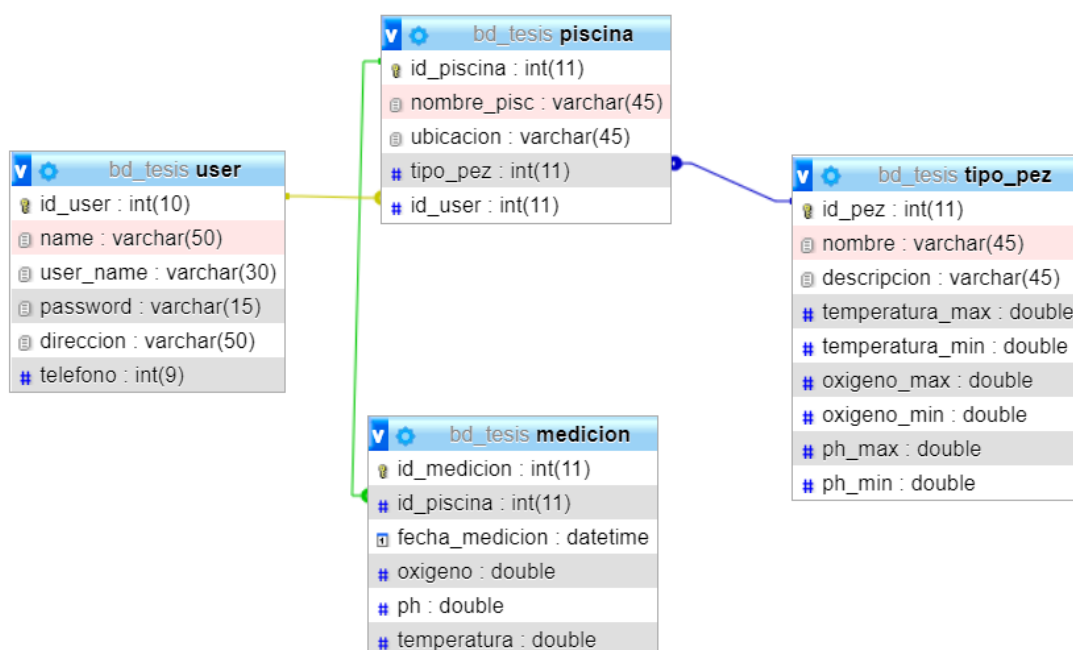 bd_tesis piscina
id_piscina : int(11)
nombre_pisc : varchar(45)
ubicacion : varchar(45)
tipo_pez : int(11)
id_user : int(11)
bd_tesis user
id_user : int(10)
name : varchar(50)
user_name : varchar(30)
password : varchar(15)
direccion : varchar(50)
telefono : int(9)
bd_tesis tipo_pez
id_pez : int(11)
nombre : varchar(45)
descripcion : varchar(45)
temperatura_max : double
temperatura_min : double
oxigeno_max : double
oxigeno_min : double
ph_max : double
ph_min : double
bd_tesis medicion
id_medicion : int(11)
id_piscina : int(11)
fecha_medicion : datetime
oxigeno : double
ph : double
temperatura : double